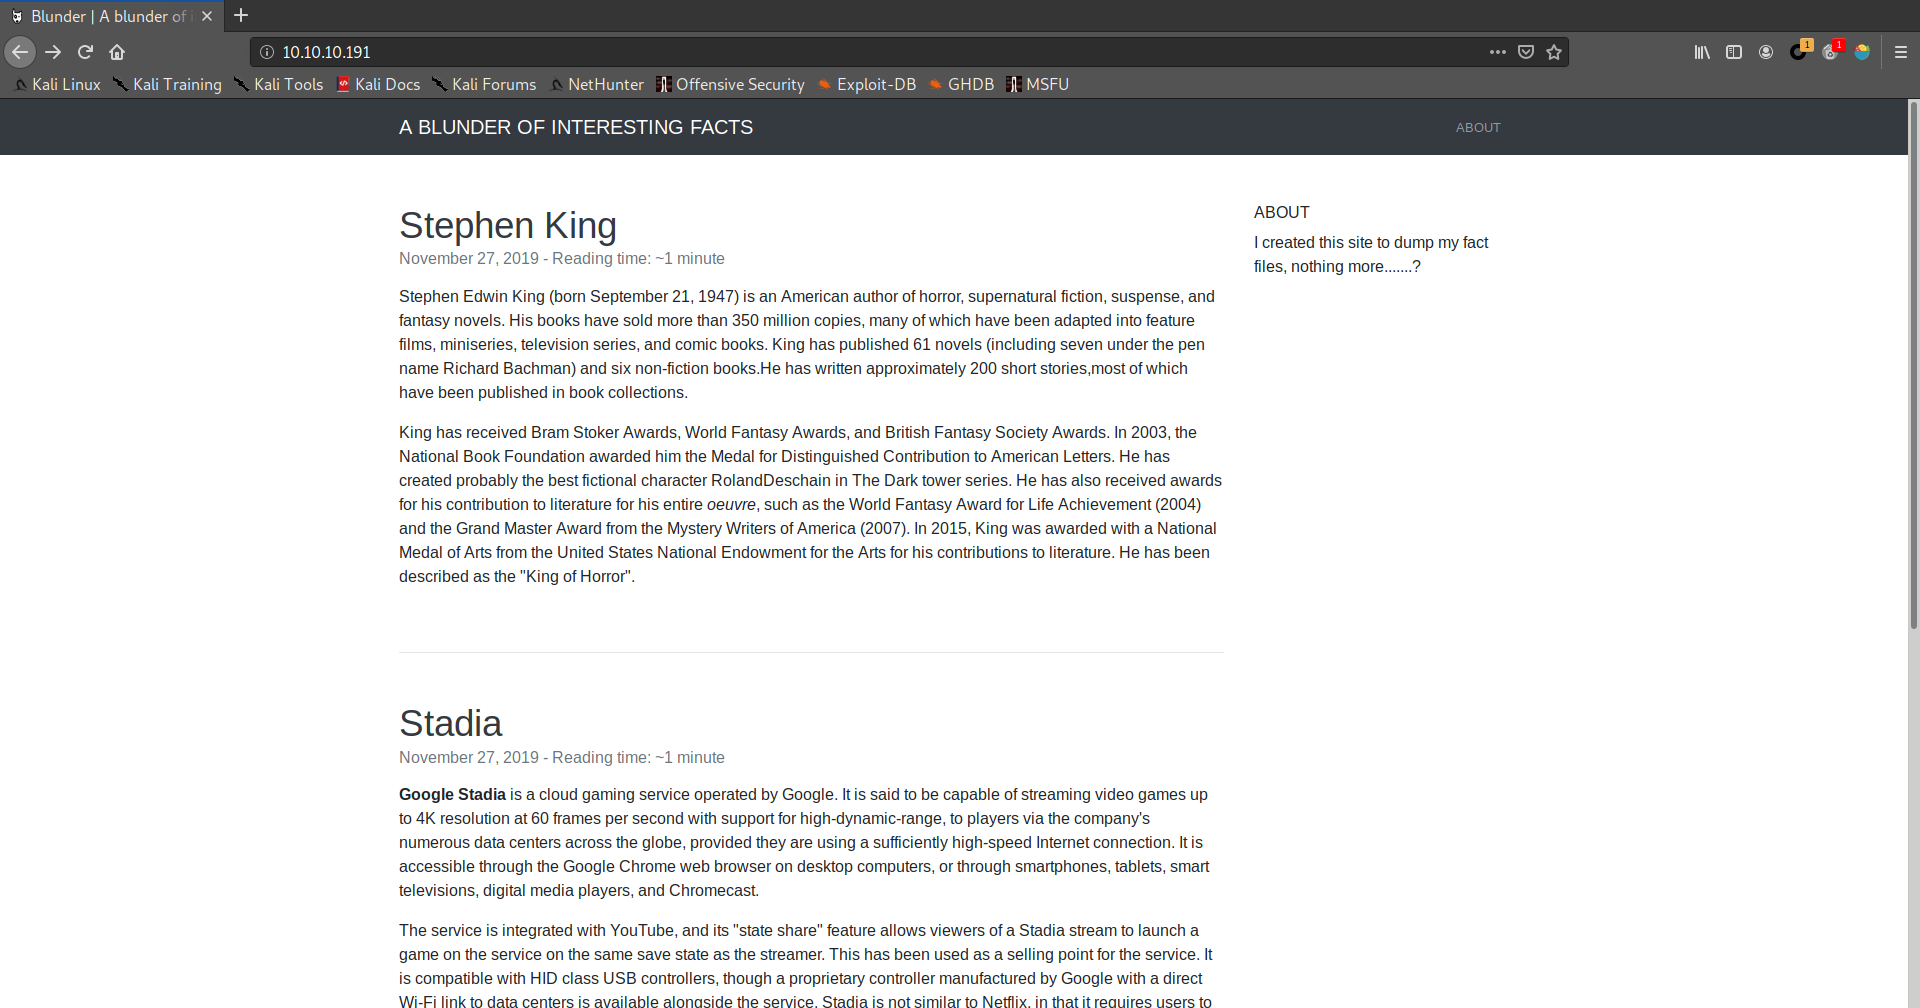 Blunder | A blunder of i
10.10.10.191
1
1
Kali Linux Kali Training Kali Tools Kali Docs Kali Forums NetHunter Offensive Security Exploit-DB GHDB MSFU
A BLUNDER OF INTERESTING FACTS
ABOUT
Stephen King
November 27, 2019 - Reading time: ~1 minute
Stephen Edwin King (born September 21, 1947) is an American author of horror, supernatural fiction, suspense, and
fantasy novels. His books have sold more than 350 million copies, many of which have been adapted into feature
films, miniseries, television series, and comic books. King has published 61 novels (including seven under the pen
name Richard Bachman) and six non-fiction books.He has written approximately 200 short stories,most of which
have been published in book collections.
King has received Bram Stoker Awards, World Fantasy Awards, and British Fantasy Society Awards. In 2003, the
National Book Foundation awarded him the Medal for Distinguished Contribution to American Letters. He has
created probably the best fictional character RolandDeschain in The Dark tower series. He has also received awards
for his contribution to literature for his entire oeuvre, such as the World Fantasy Award for Life Achievement (2004)
and the Grand Master Award from the Mystery Writers of America (2007). In 2015, King was awarded with a National
Medal of Arts from the United States National Endowment for the Arts for his contributions to literature. He has been
described as the "King of Horror".
ABOUT
I created this site to dump my fact
files, nothing more.......?
Stadia
November 27, 2019 - Reading time: ~1 minute
Google Stadia is a cloud gaming service operated by Google. It is said to be capable of streaming video games up
to 4K resolution at 60 frames per second with support for high-dynamic-range, to players via the company's
numerous data centers across the globe, provided they are using a sufficiently high-speed Internet connection. It is
accessible through the Google Chrome web browser on desktop computers, or through smartphones, tablets, smart
televisions, digital media players, and Chromecast.
The service is integrated with YouTube, and its "state share" feature allows viewers of a Stadia stream to launch a
game on the service on the same save state as the streamer. This has been used as a selling point for the service. It
is compatible with HID class USB controllers, though a proprietary controller manufactured by Google with a direct
Wi-Fi link to data centers is available alongside the service. Stadia is not similar to Netflix, in that it requires users to